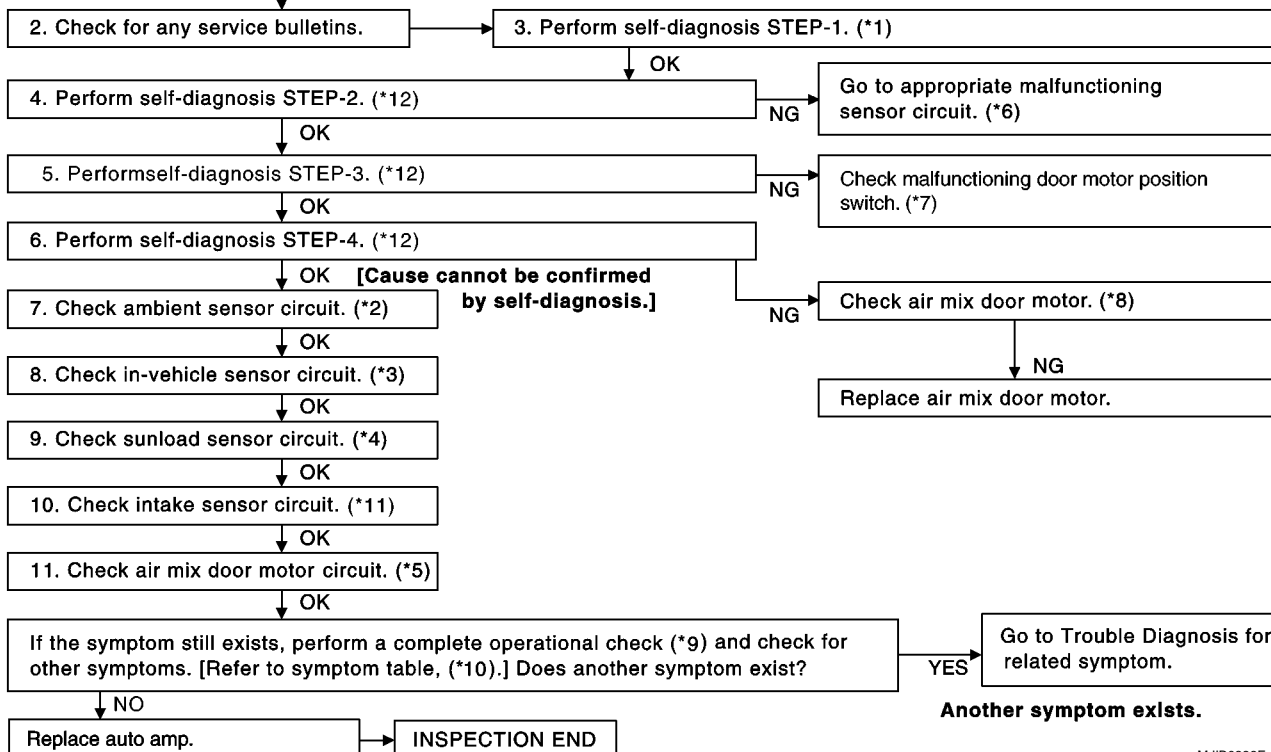 2. Check for any service bulletins.
3. Perform self-diagnosis STEP-1. (*1)
OK
4. Perform self-diagnosis STEP-2. (*12)
NG
Go to appropriate malfunctioning
sensor circuit. (*6)
OK
5. Performself-diagnosis STEP-3. (*12)
NG
Check malfunctioning door motor position
switch. (*7)
OK
6. Perform self-diagnosis STEP-4. (*12)
OK
[Cause cannot be confirmed
by self-diagnosis.]
NG
Check air mix door motor. (*8)
NG
Replace air mix door motor.
7. Check ambient sensor circuit. (*2)
OK
8. Check in-vehicle sensor circuit. (*3)
OK
9. Check sunload sensor circuit. (*4)
OK
10. Check intake sensor circuit. (*11)
OK
11. Check air mix door motor circuit. (*5)
OK
If the symptom still exists, perform a complete operational check (*9) and check for
other symptoms. [Refer to symptom table, (*10).] Does another symptom exist?
YES
Go to Trouble Diagnosis for
related symptom.
Another symptom exists.
NO
Replace auto amp.
INSPECTION END